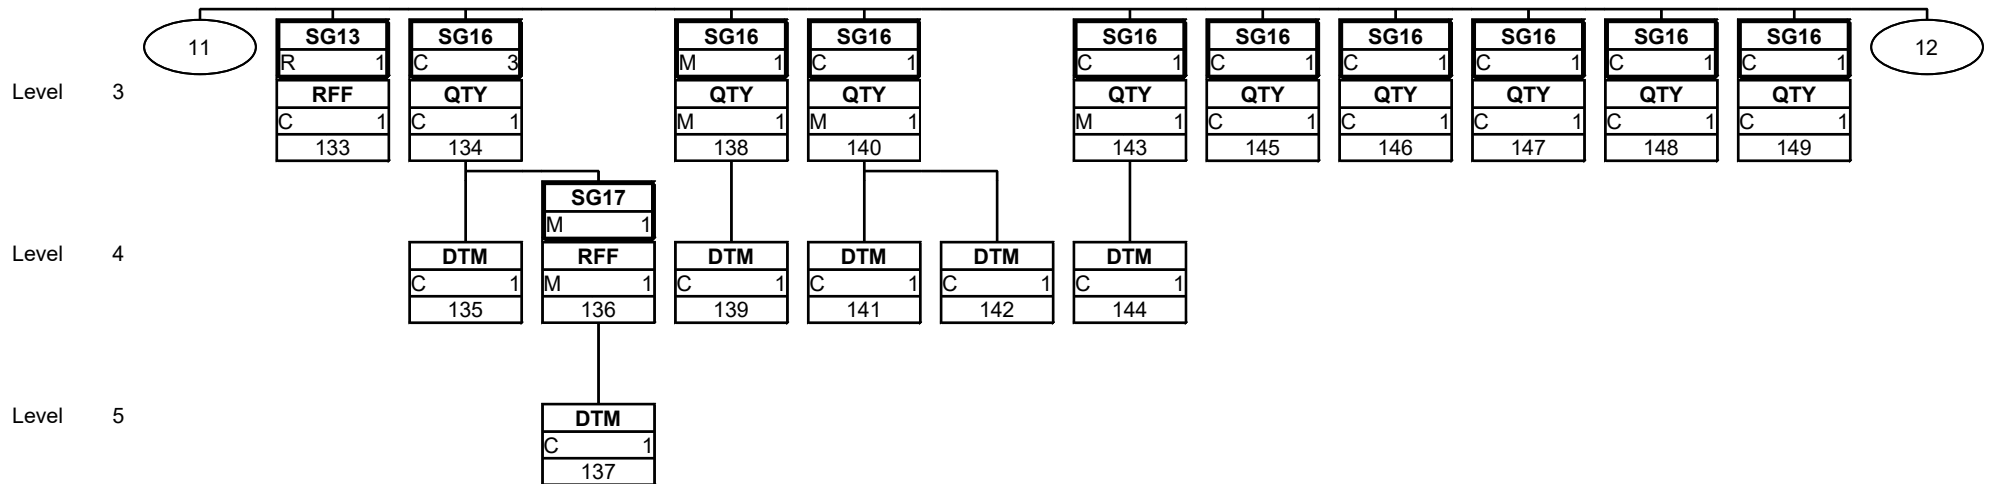 11 SG13 SG16 SG16 SG16 SG16 SG16 SG16 SG16 SG16 SG16 12
R 1 C 3 M 1 C 1 C 1 C 1 C 1 C 1 C 1 C 1
Level 3 RFF QTY QTY QTY QTY QTY QTY QTY QTY QTY
C 1 C 1 M 1 M 1 M 1 C 1 C 1 C 1 C 1 C 1
133 134 138 140 143 145 146 147 148 149
SG17
M 1
Level 4 DTM RFF DTM DTM DTM DTM
C 1 M 1 C 1 C 1 C 1 C 1
135 136 139 141 142 144
Level 5 DTM
C 1
137